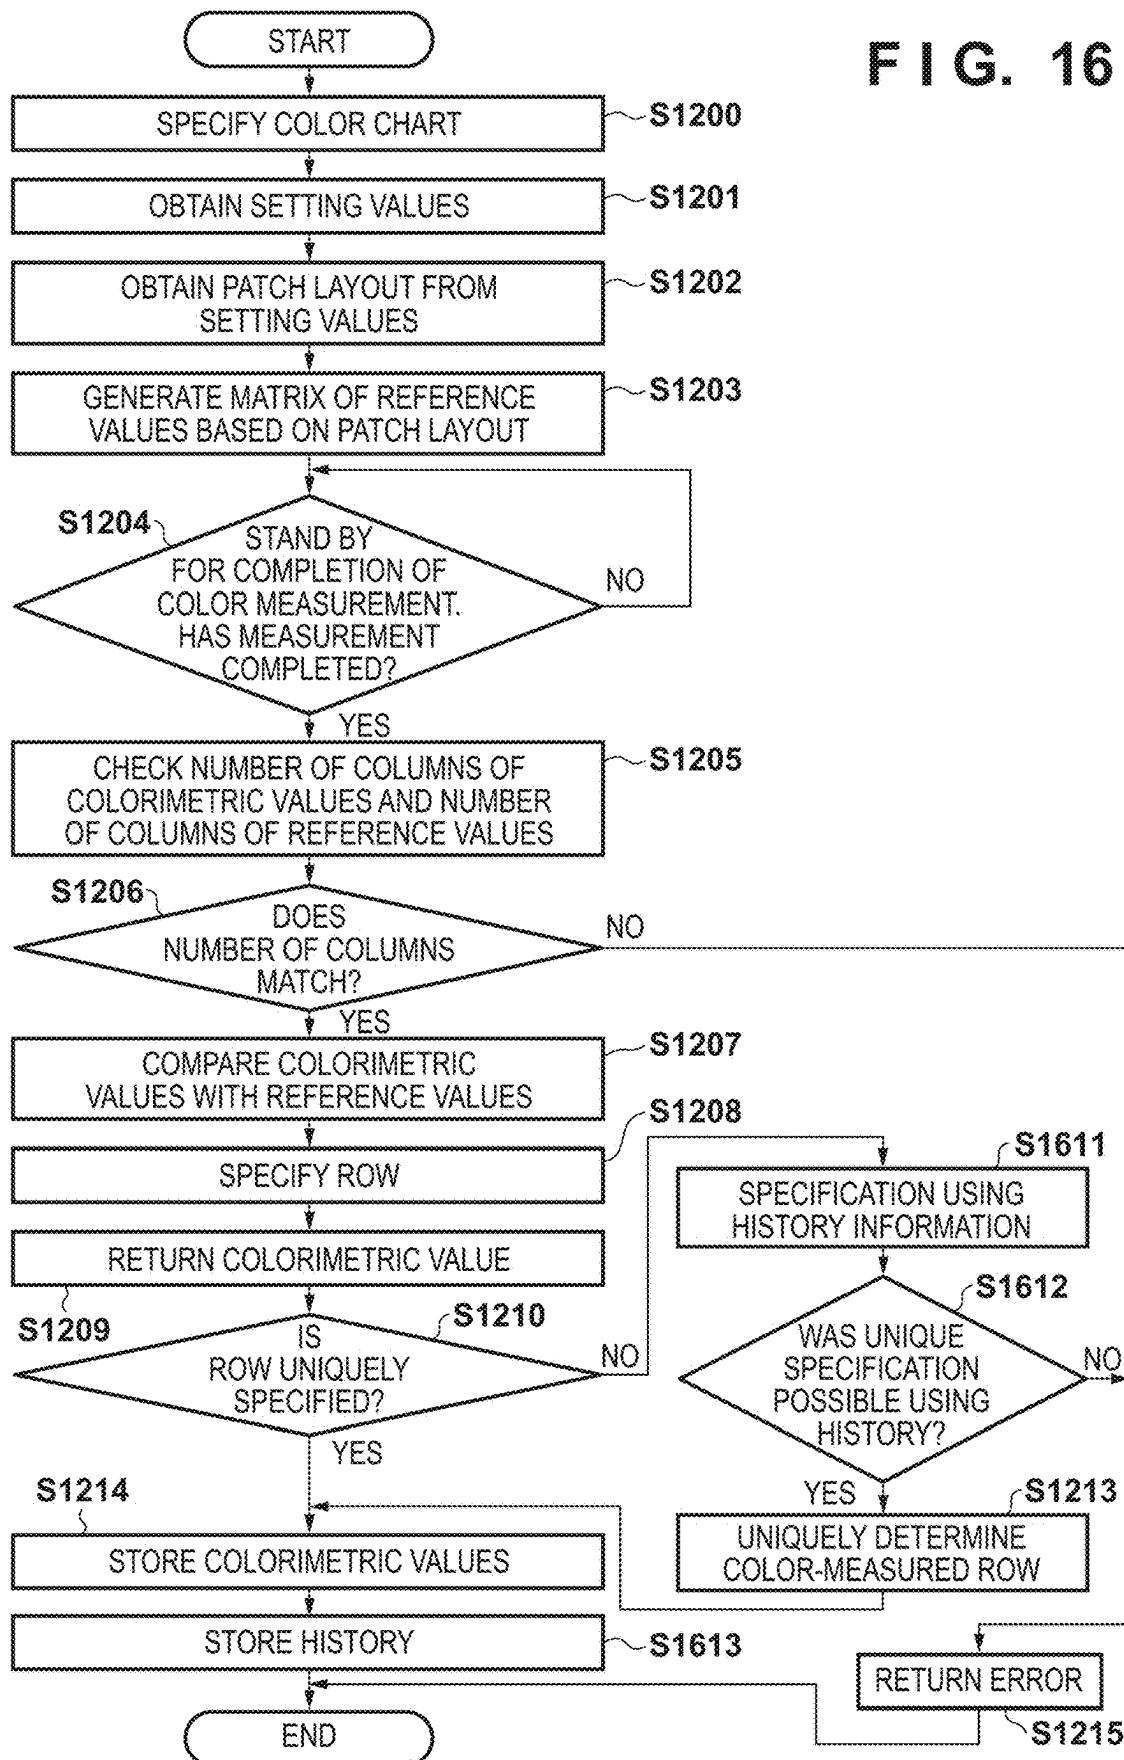 FIG. 16
START
SPECIFY COLOR CHART
S1200
OBTAIN SETTING VALUES
S1201
OBTAIN PATCH LAYOUT FROM
SETTING VALUES
S1202
GENERATE MATRIX OF REFERENCE
VALUES BASED ON PATCH LAYOUT
S1203
S1204
STAND BY
FOR COMPLETION OF
COLOR MEASUREMENT.
HAS MEASUREMENT
COMPLETED?
NO
YES
CHECK NUMBER OF COLUMNS OF
COLORIMETRIC VALUES AND NUMBER
OF COLUMNS OF REFERENCE VALUES
S1205
S1206
DOES
NUMBER OF COLUMNS
MATCH?
NO
YES
COMPARE COLORIMETRIC
VALUES WITH REFERENCE VALUES
S1207
SPECIFY ROW
S1208
RETURN COLORIMETRIC VALUE
S1209
S1210
IS
ROW UNIQUELY
SPECIFIED?
NO
YES
S1611
SPECIFICATION USING
HISTORY INFORMATION
S1612
WAS UNIQUE
SPECIFICATION
POSSIBLE USING
HISTORY?
NO
YES
S1213
UNIQUELY DETERMINE
COLOR-MEASURED ROW
S1214
STORE COLORIMETRIC VALUES
STORE HISTORY
S1613
RETURN ERROR
S1215
END